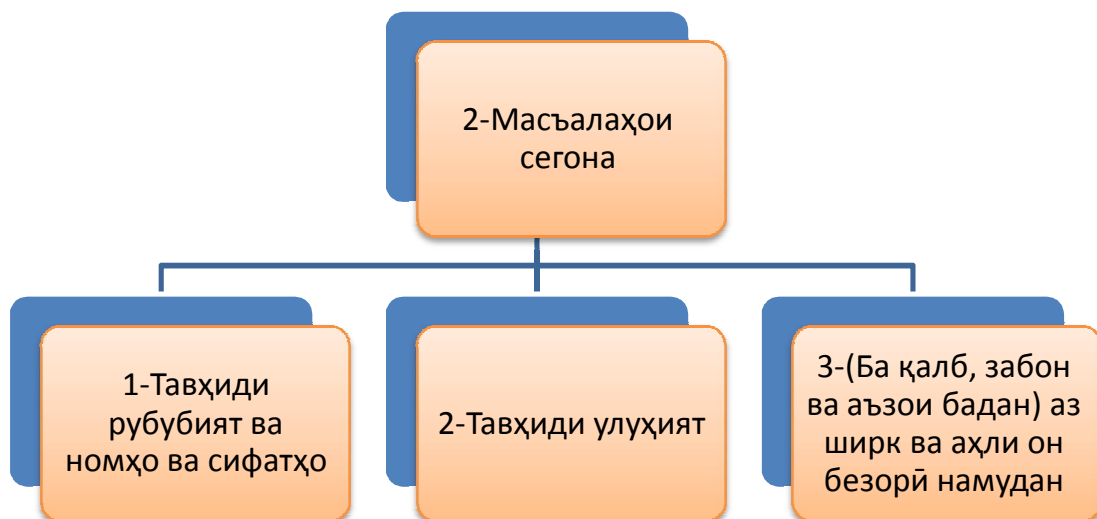 2-Масъалаҳои
сегона
1-Тавҳиди
рубубият ва
номҳо ва сифатҳо
2-Тавҳиди улуҳият
3-(Ба қалб, забон
ва аъзои бадан) аз
ширк ва аҳли он
безорӣ намудан